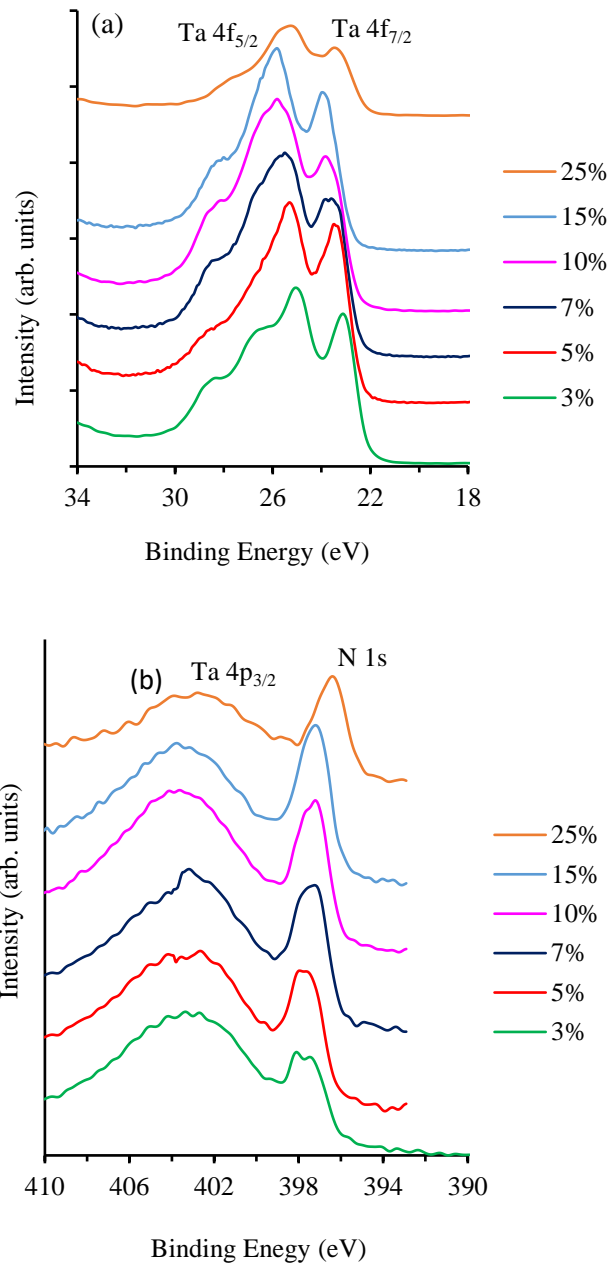 (a)
Ta 4f5/2
Ta 4f7/2
Intensity (arb. units)
25%
15%
10%
7%
5%
3%
34 30 26 22 18
Binding Energy (eV)
(b)
Ta 4p3/2
N 1s
Intensity (arb. units)
25%
15%
10%
7%
5%
3%
410 406 402 398 394 390
Binding Enegy (eV)